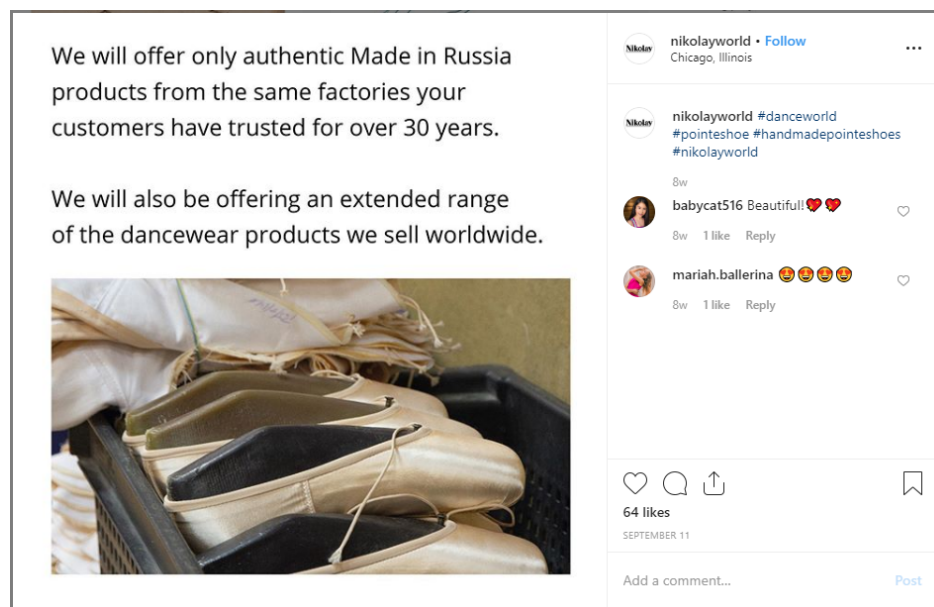 We will offer only authentic Made in Russia
products from the same factories your
customers have trusted for over 30 years.
We will also be offering an extended range
of the dancewear products we sell worldwide.
Nikolay
nikolayworld • Follow
Chicago, Illinois
Nikolay
nikolayworld #danceworld
#pointeshoe #handmadepointeshoes
#nikolayworld
8w
babycat516 Beautiful!💘💘
8w 1 like Reply
mariah.ballerina 🤩🤩🤩🤩
8w 1 like Reply
64 likes
SEPTEMBER 11
Add a comment... Post